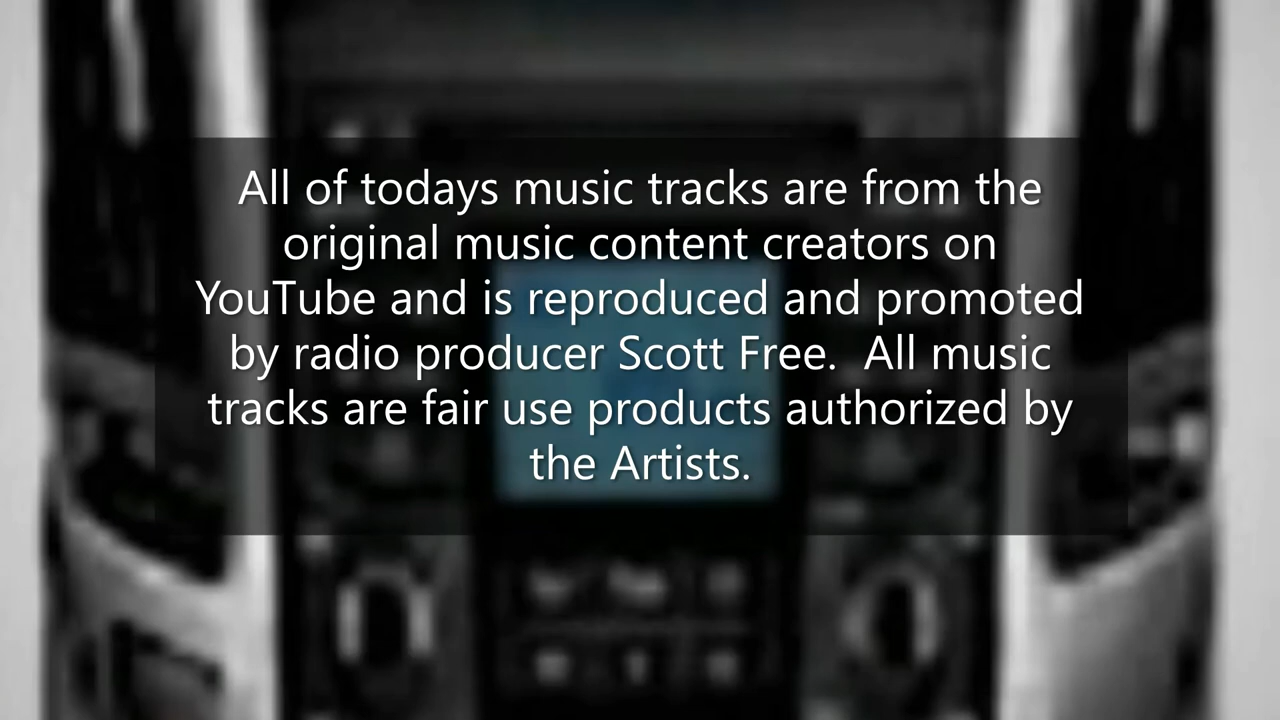 All of todays music tracks are from the
original music content creators on
YouTube and is reproduced and promoted
by radio producer Scott Free.  All music
tracks are fair use products authorized by
the Artists.